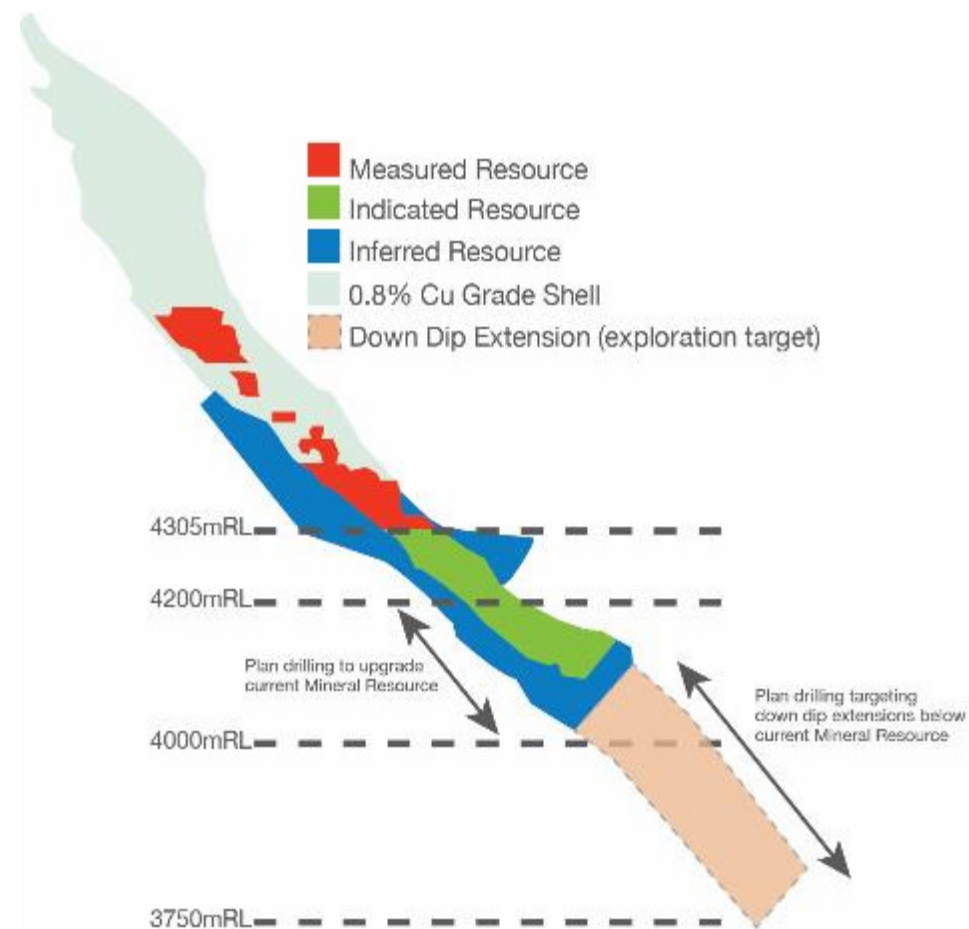 Measured Resource
Indicated Resource
Inferred Resource
0.8% Cu Grade Shell
Down Dip Extension (exploration target)
4305mRL
4200mRL
Plan drilling to upgrade
current Mineral Resource
Plan drilling targeting
down dip extensions below
current Mineral Resource
4000mRL
3750mRL